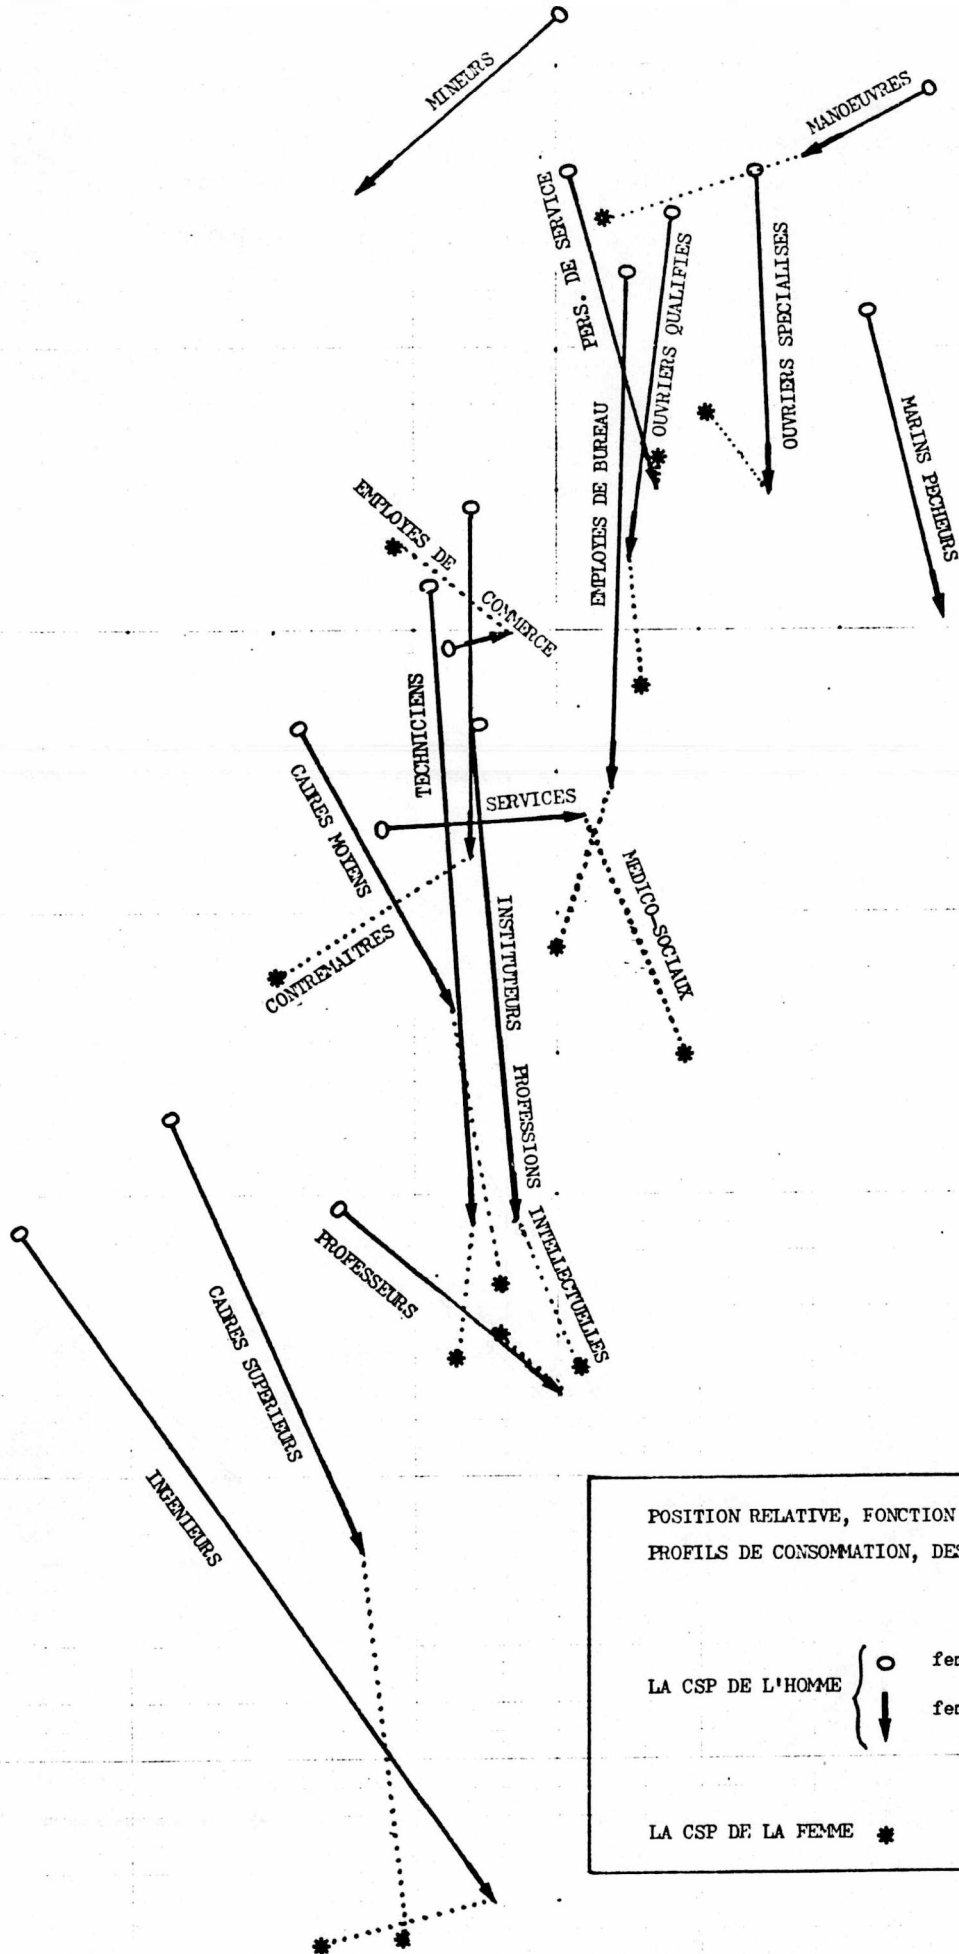 MINEURS
MANOEUVRES
PERS. DE SERVICE
OUVRIERS QUALIFIES
OUVRIERS SPECIALISES
MARINS PECHEURS
EMPLOYES DE BUREAU
EMPLOYES DE
COMMERCE
TECHNICIENS
CADRES MOYENS
SERVICES
MEDICO-SOCIAUX
CONTREMAITRES
INSTITUTEURS PROFESSIONS INTELLECTUELLES
PROFESSEURS
CADRES SUPERIEURS
INGENIEURS
POSITION RELATIVE, FONCTION
PROFILS DE CONSOMMATION, DES
LA CSP DE L'HOMME
LA CSP DE LA FEMME